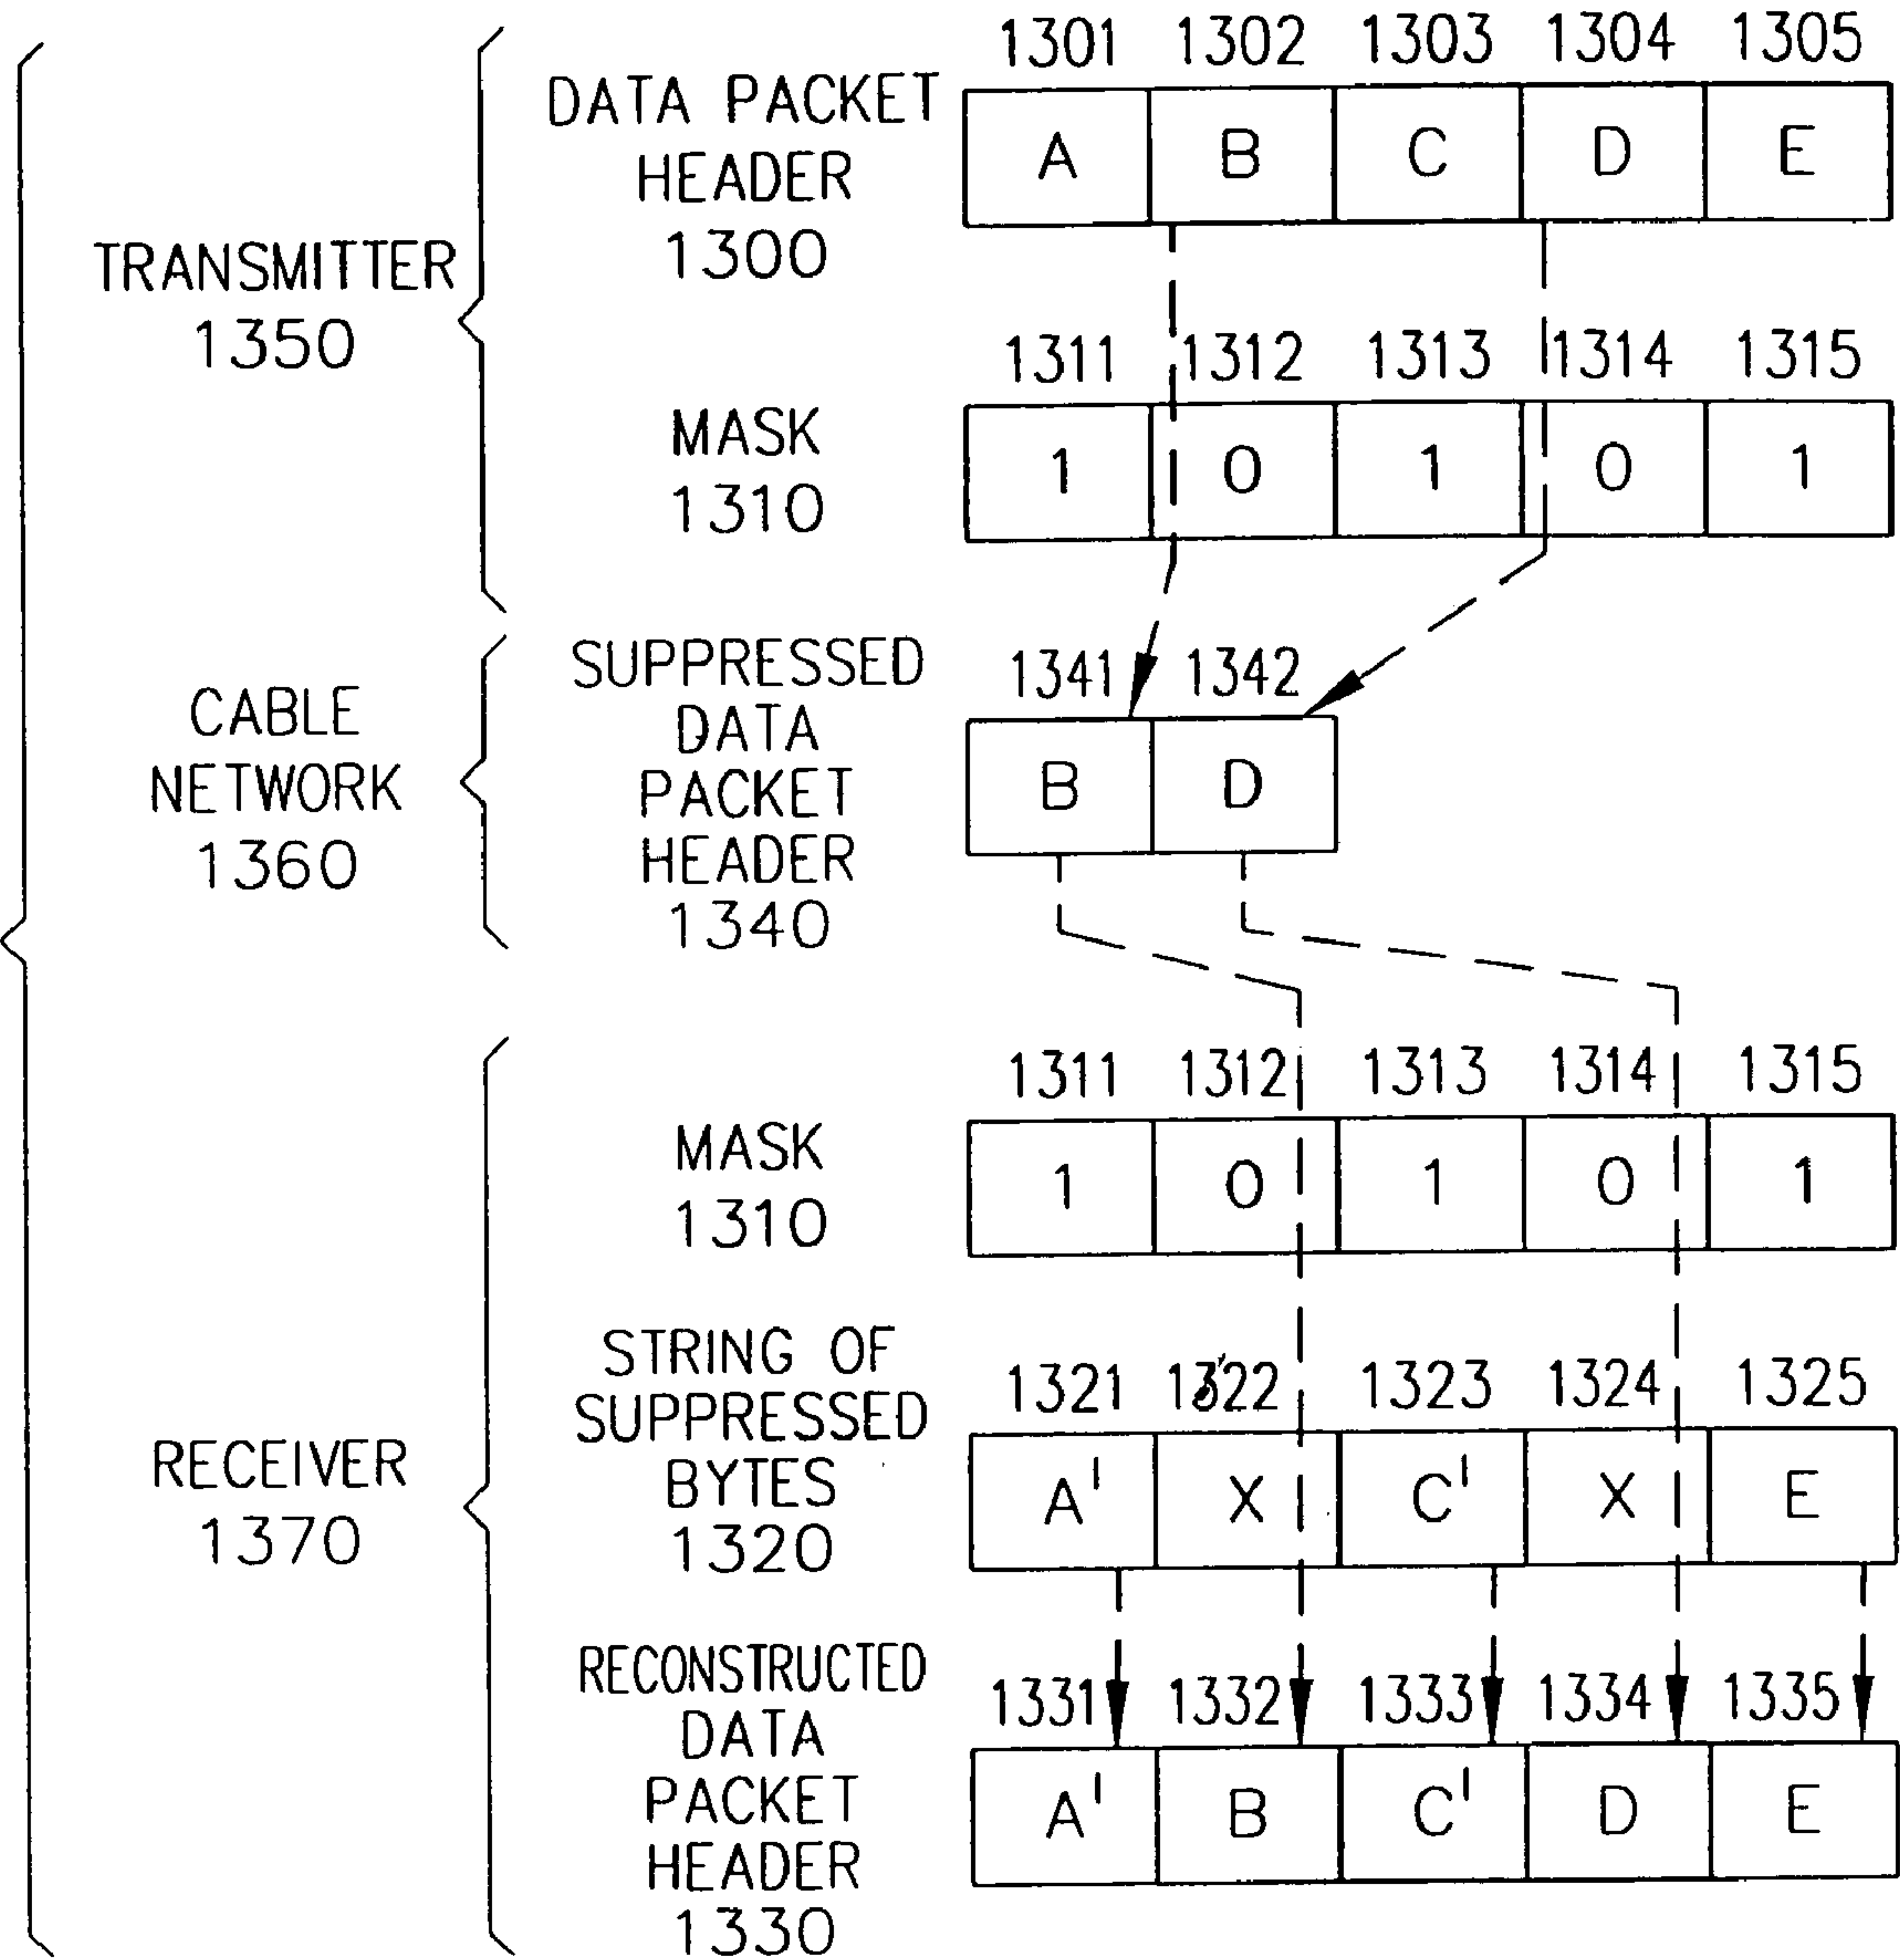 1301 1302 1303 1304 1305
DATA PACKET
HEADER
1300
A B C D E
TRANSMITTER
1350
1311 1312 1313 1314 1315
MASK
1310
1 0 1 0 1
SUPPRESSED
DATA
PACKET
HEADER
1340
1341 1342
B D
CABLE
NETWORK
1360
1311 1312 1313 1314 1315
MASK
1310
1 0 1 0 1
STRING OF
SUPPRESSED
BYTES
1320
1321 1322 1323 1324 1325
A' X C' X E
RECEIVER
1370
RECONSTRUCTED
DATA
PACKET
HEADER
1330
1331 1332 1333 1334 1335
A' B C' D E